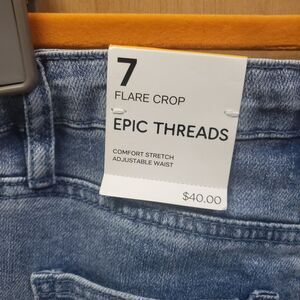 7
FLARE CROP
EPIC THREADS
COMFORT STRETCH
ADJUSTABLE WAIST
$40.00